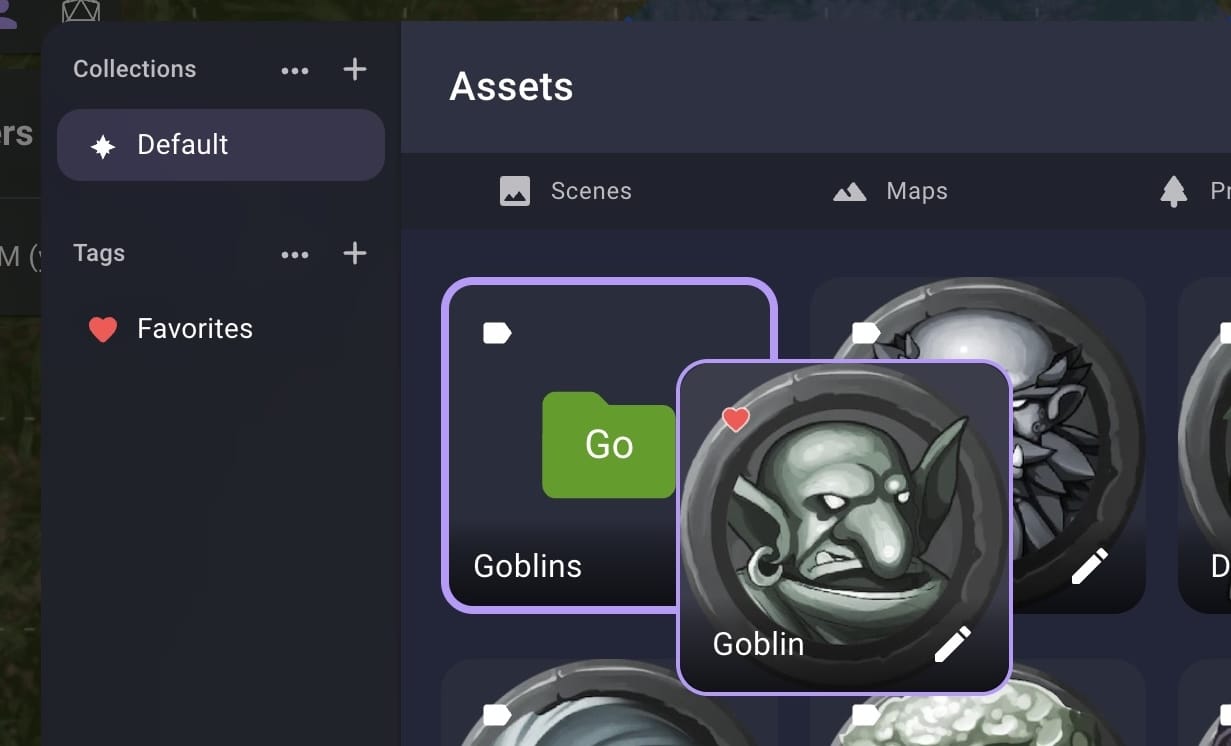 Collections
Default
Tags
Favorites
Assets
Scenes
Maps
Go
Goblins
Goblin